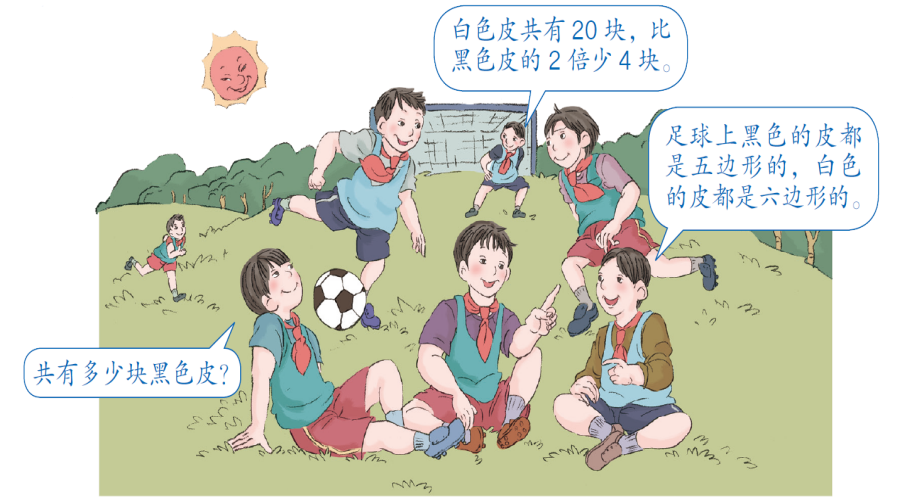 白色皮共有20块，比
黑色皮的2倍少4块。
足球上黑色的皮都
是五边形的，白色
的皮都是六边形的。
共有多少块黑色皮？